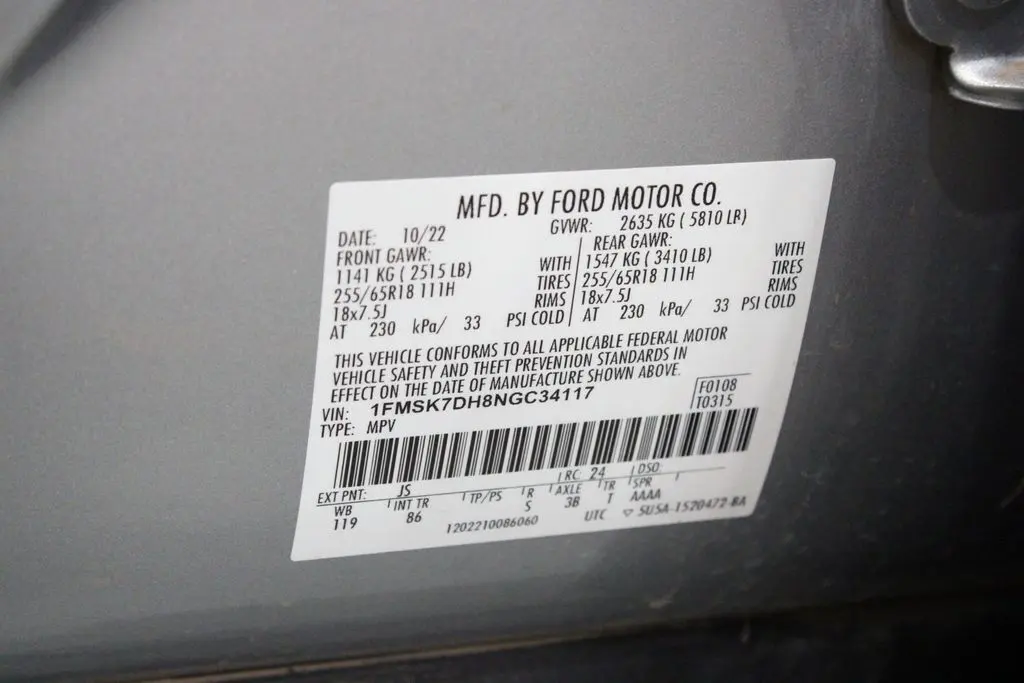 MFD. BY FORD MOTOR CO.
DATE: 10/22 GVWR: 2635 KG ( 5810 LB)
FRONT GAWR: REAR GAWR:
1141 KG ( 2515 LB) WITH 1547 KG ( 3410 LB) WITH
255/65R18 111H TIRES 255/65R18 111H TIRES
18x7.5J RIMS 18x7.5J RIMS
AT 230 kPa/ 33 PSI COLD AT 230 kPa/ 33 PSI COLD
THIS VEHICLE CONFORMS TO ALL APPLICABLE FEDERAL MOTOR
VEHICLE SAFETY AND THEFT PREVENTION STANDARDS IN
EFFECT ON THE DATE OF MANUFACTURE SHOWN ABOVE.
VIN: 1FMSK7DH8NGC34117 F0108
TYPE: MPV T0315
EXT PNT: JS RC: 24 DSO:
WB INT TR TP/PS R AXLE TR SPR
119 86 S 3B T AAAA
1202210086060 UTC ▽ 5USA-1520472-BA